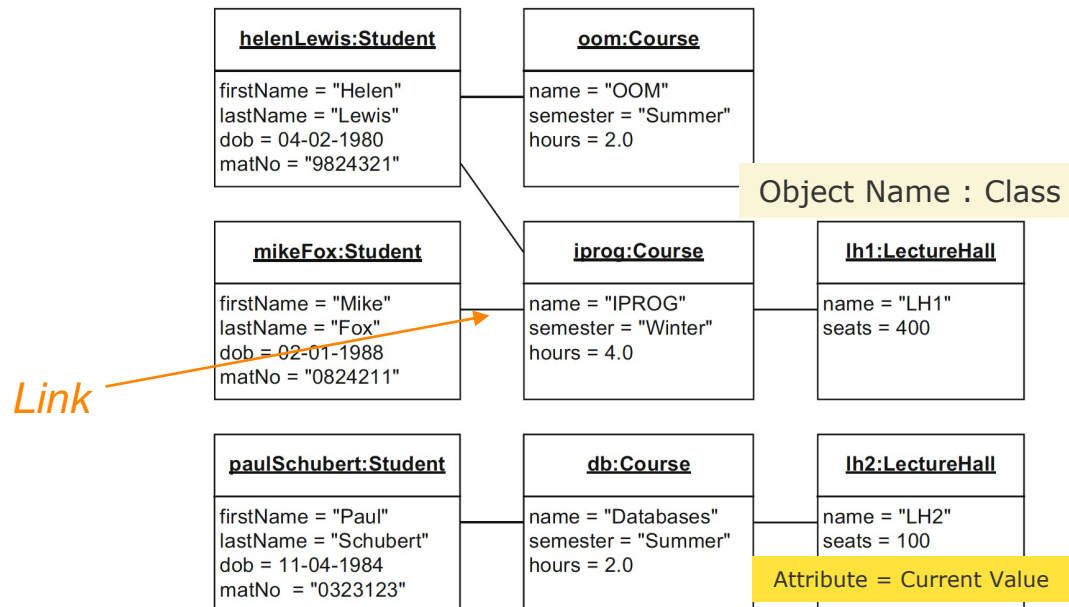 helenLewis:Student
firstName = "Helen"
lastName = "Lewis"
dob = 04-02-1980
matNo = "9824321"
oom:Course
name = "OOM"
semester = "Summer"
hours = 2.0
Object Name : Class
mikeFox:Student
firstName = "Mike"
lastName = "Fox"
dob = 02-01-1988
matNo = "0824211"
iprog:Course
name = "IPROG"
semester = "Winter"
hours = 4.0
lh1:LectureHall
name = "LH1"
seats = 400
Link
paulSchubert:Student
firstName = "Paul"
lastName = "Schubert"
dob = 11-04-1984
matNo = "0323123"
db:Course
name = "Databases"
semester = "Summer"
hours = 2.0
lh2:LectureHall
name = "LH2"
seats = 100
Attribute = Current Value